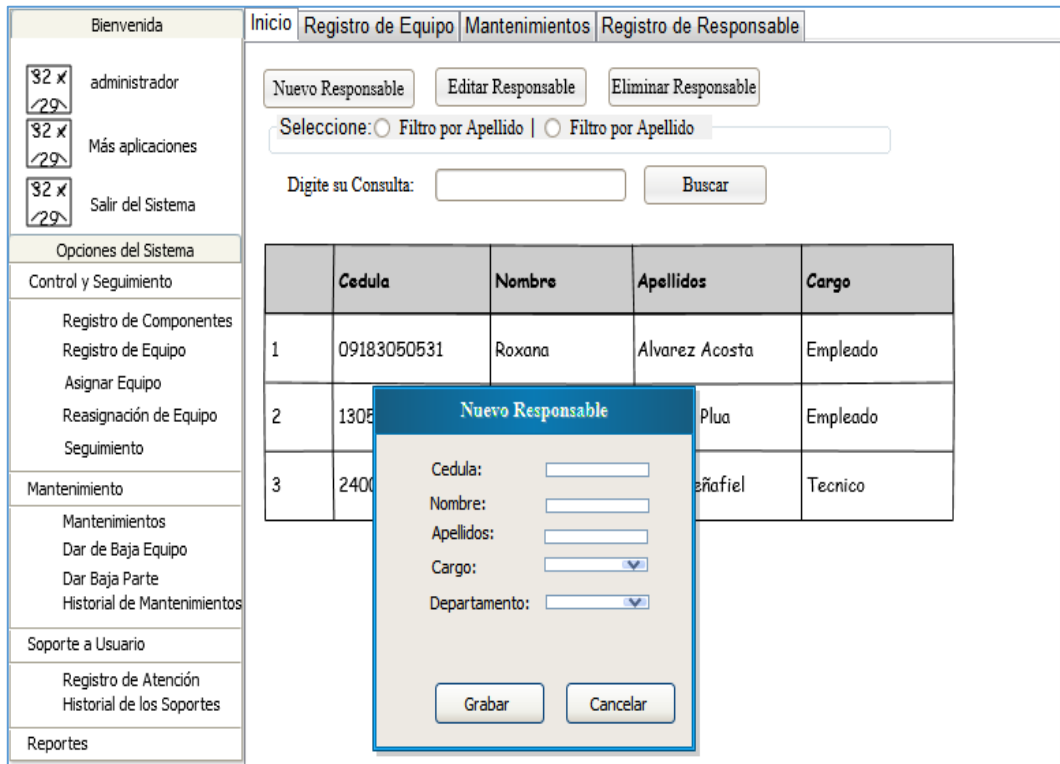 Bienvenida
administrador
Más aplicaciones
Salir del Sistema
Opciones del Sistema
Control y Seguimiento
Registro de Componentes
Registro de Equipo
Asignar Equipo
Reasignación de Equipo
Seguimiento
Mantenimiento
Mantenimientos
Dar de Baja Equipo
Dar Baja Parte
Historial de Mantenimientos
Soporte a Usuario
Registro de Atención
Historial de los Soportes
Reportes
Inicio Registro de Equipo Mantenimientos Registro de Responsable
Nuevo Responsable Editar Responsable Eliminar Responsable
Seleccione: Filtro por Apellido | Filtro por Apellido
Digite su Consulta: Buscar
Cedula Nombre Apellidos Cargo
1 09183050531 Roxana Alvarez Acosta Empleado
2 1305 Plua Empleado
3 2400 eñafiel Tecnico
Nuevo Responsable
Cedula:
Nombre:
Apellidos:
Cargo:
Departamento:
Grabar Cancelar